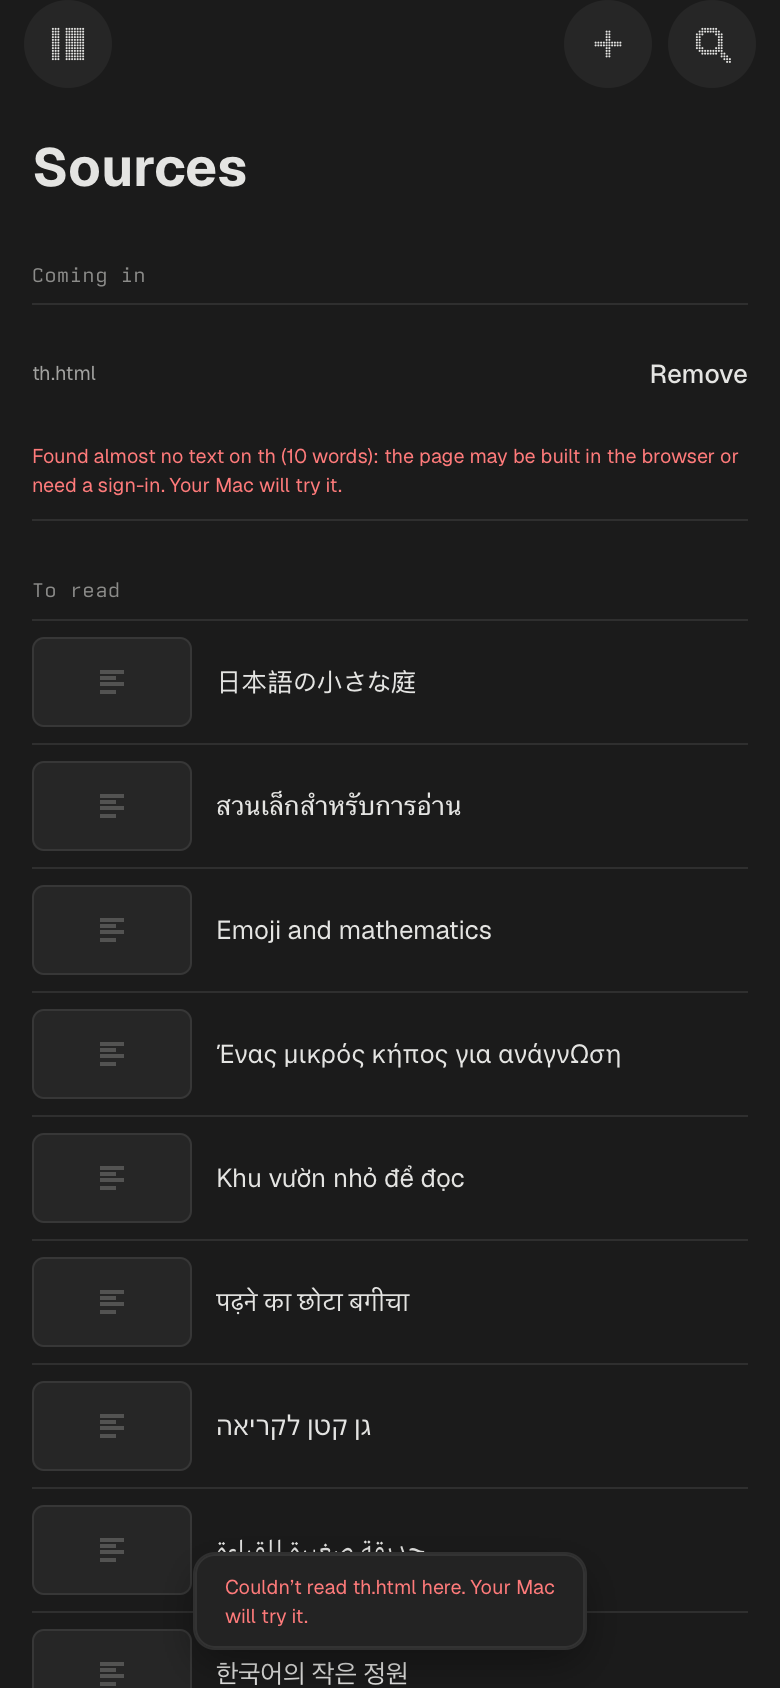 Sources
Coming in
th.html
Remove
Found almost no text on th (10 words): the page may be built in the browser or
need a sign-in. Your Mac will try it.
To read
日本語の小さな庭
สวนเล็กสำหรับการอ่าน
Emoji and mathematics
Ένας μικρός κήπος για ανάγνΩση
Khu vườn nhỏ để đọc
पढ़ने का छोटा बगीचा
גן קטן לקריאה
حديقة صغيرة للقراءة
Couldn’t read th.html here. Your Mac
will try it.
한국어의 작은 정원